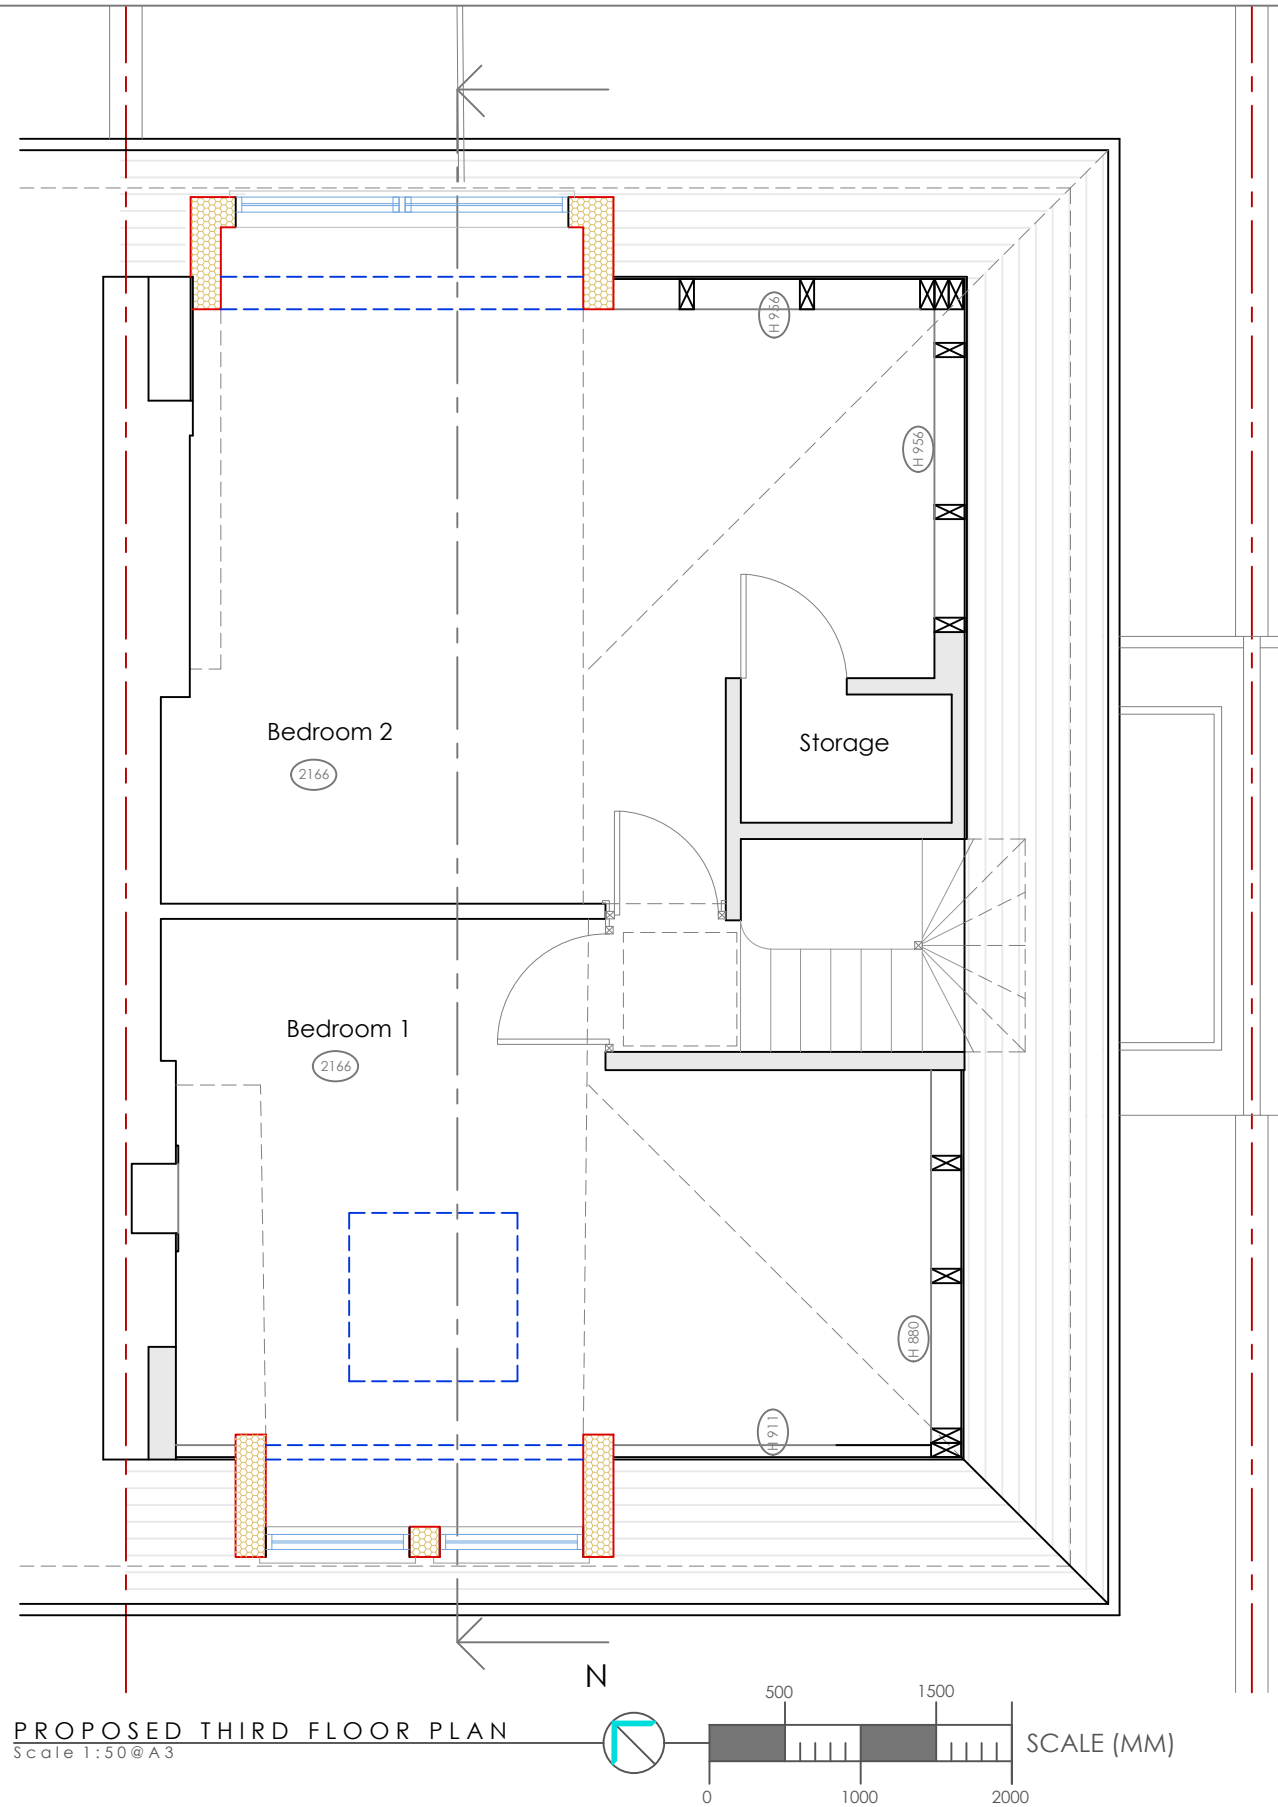 H 956
H 956
Bedroom 2
2166
Storage
Bedroom 1
2166
H 880
H 911
N
500 1500
PROPOSED THIRD FLOOR PLAN
Scale 1:50@A3
SCALE (MM)
0 1000 2000